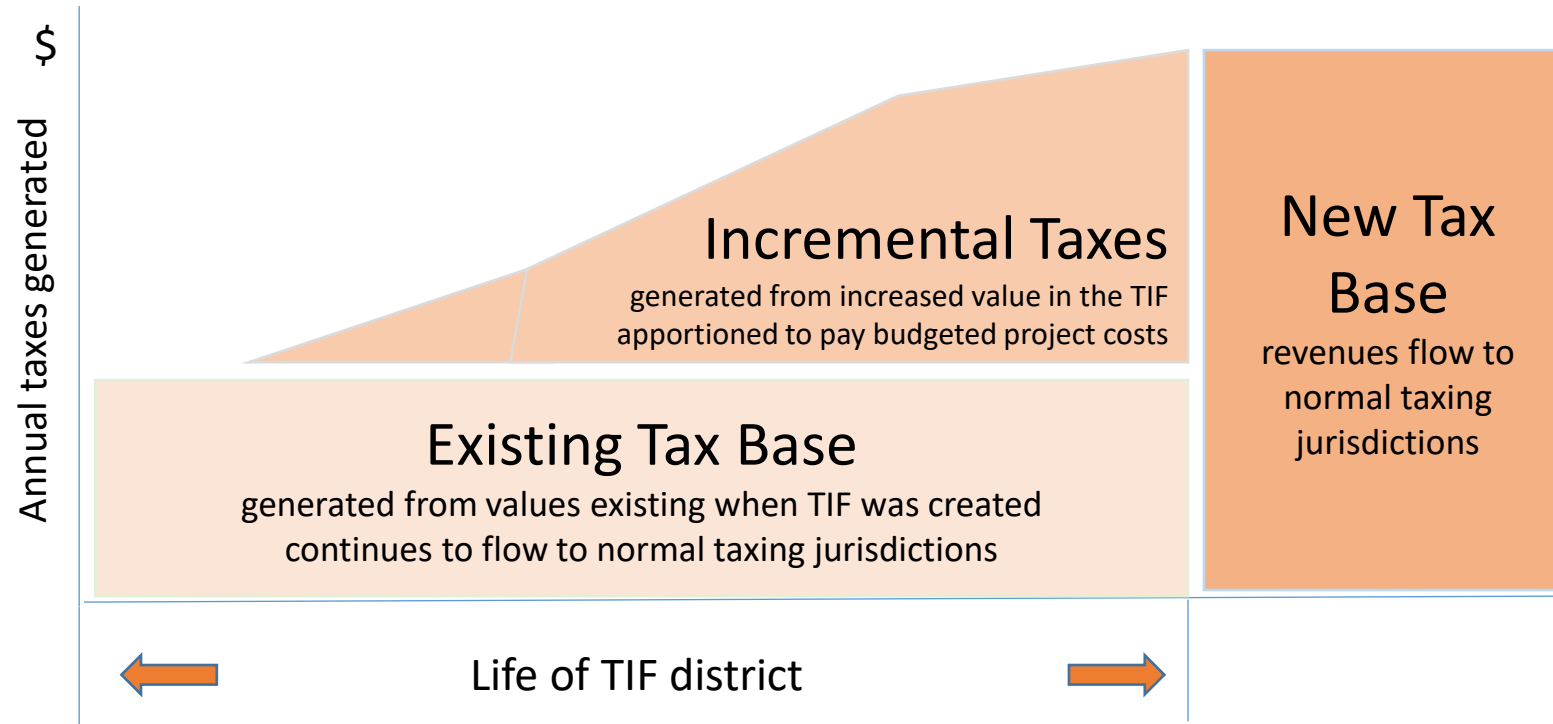 $
Annual taxes generated
Incremental Taxes
generated from increased value in the TIF
apportioned to pay budgeted project costs
New Tax
Base
revenues flow to
normal taxing
jurisdictions
Existing Tax Base
generated from values existing when TIF was created
continues to flow to normal taxing jurisdictions
Life of TIF district